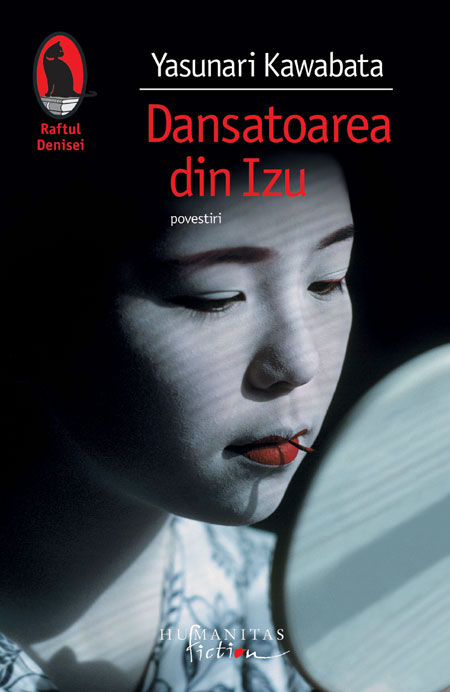 Yasunari Kawabata
Raftul
Denisei
Dansatoarea
din Izu
povestiri
HUMANITAS
fiction